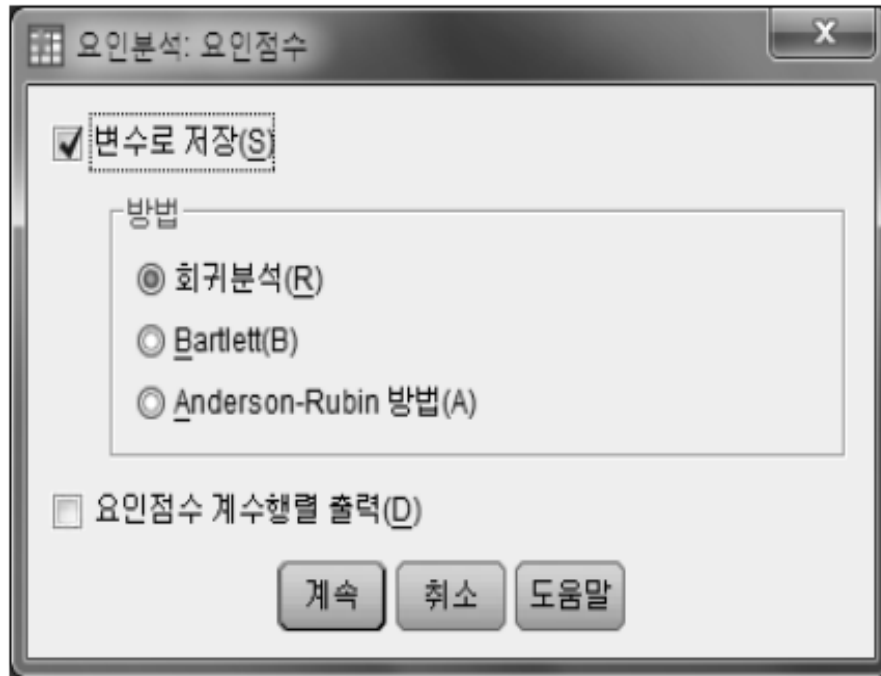 요인분석: 요인점수
x
변수로 저장(S)
방법
회귀분석(R)
Bartlett(B)
Anderson-Rubin 방법(A)
요인점수 계수행렬 출력(D)
계속 취소 도움말